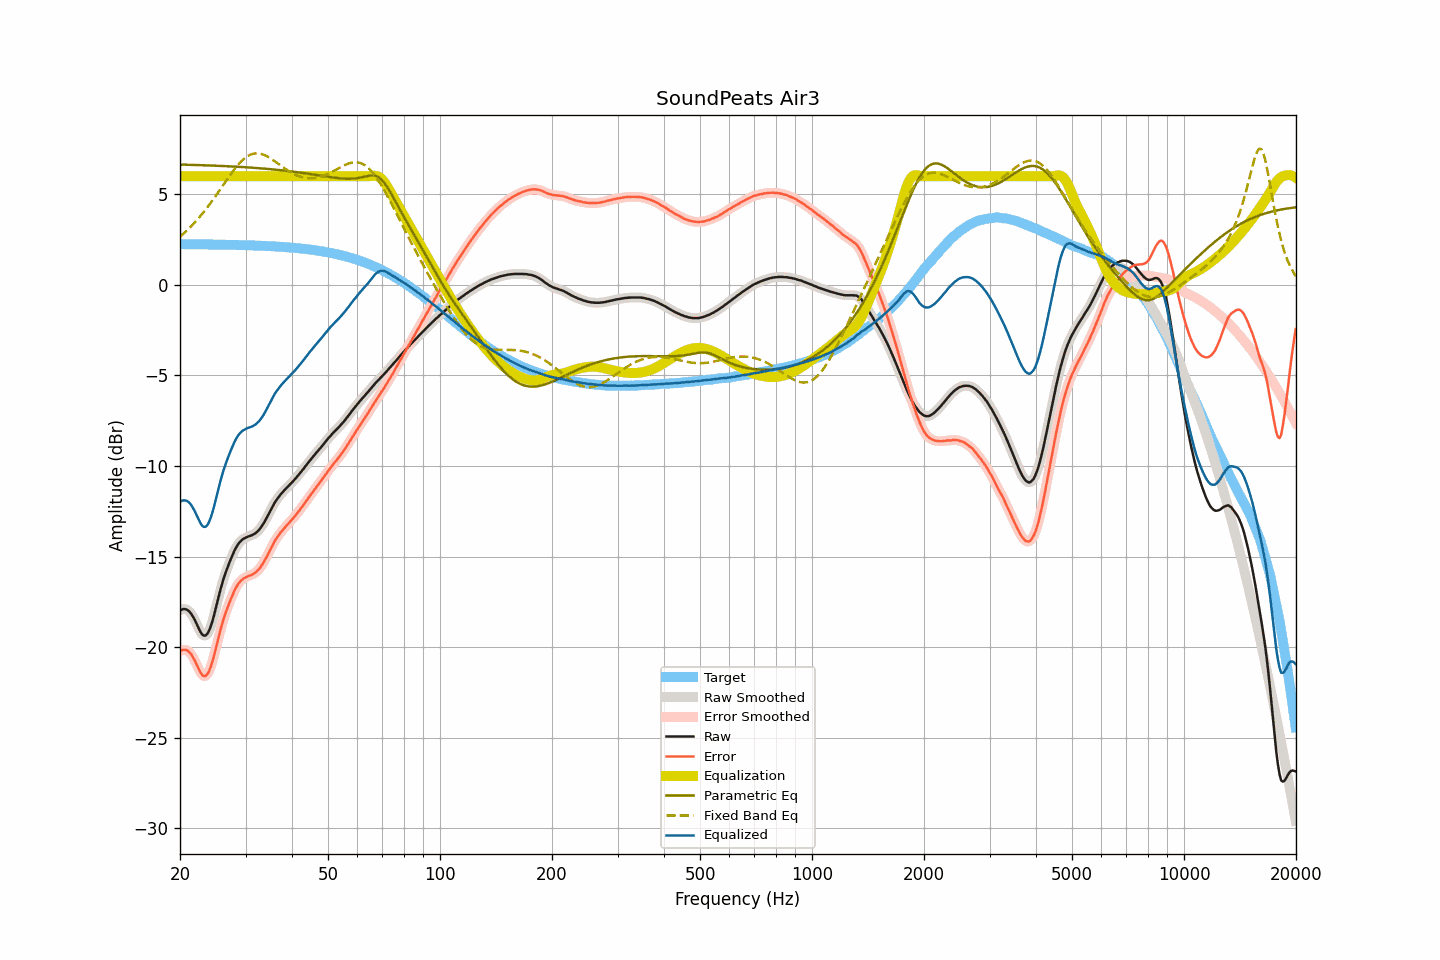 SoundPeats Air3
Amplitude (dBr)
5
0
−5
−10
−15
−20
−25
−30
Target
Raw Smoothed
Error Smoothed
Raw
Error
Equalization
Parametric Eq
Fixed Band Eq
Equalized
20 50 100 200 500 1000 2000 5000 10000 20000
Frequency (Hz)